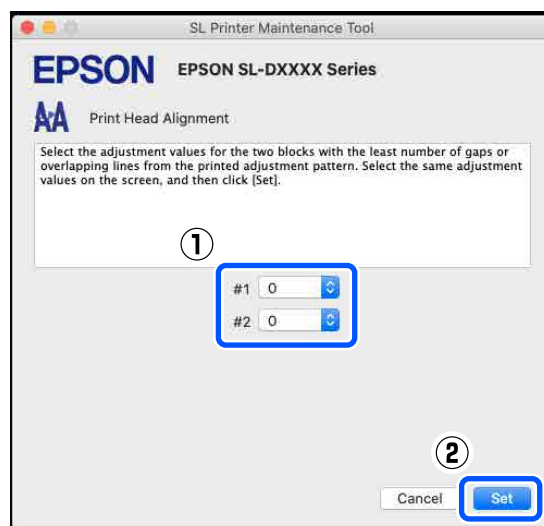 SL Printer Maintenance Tool
EPSON EPSON SL-DXXXX Series
Print Head Alignment
Select the adjustment values for the two blocks with the least number of gaps or
overlapping lines from the printed adjustment pattern. Select the same adjustment
values on the screen, and then click [Set].
①
#1 0
#2 0
②
Cancel Set